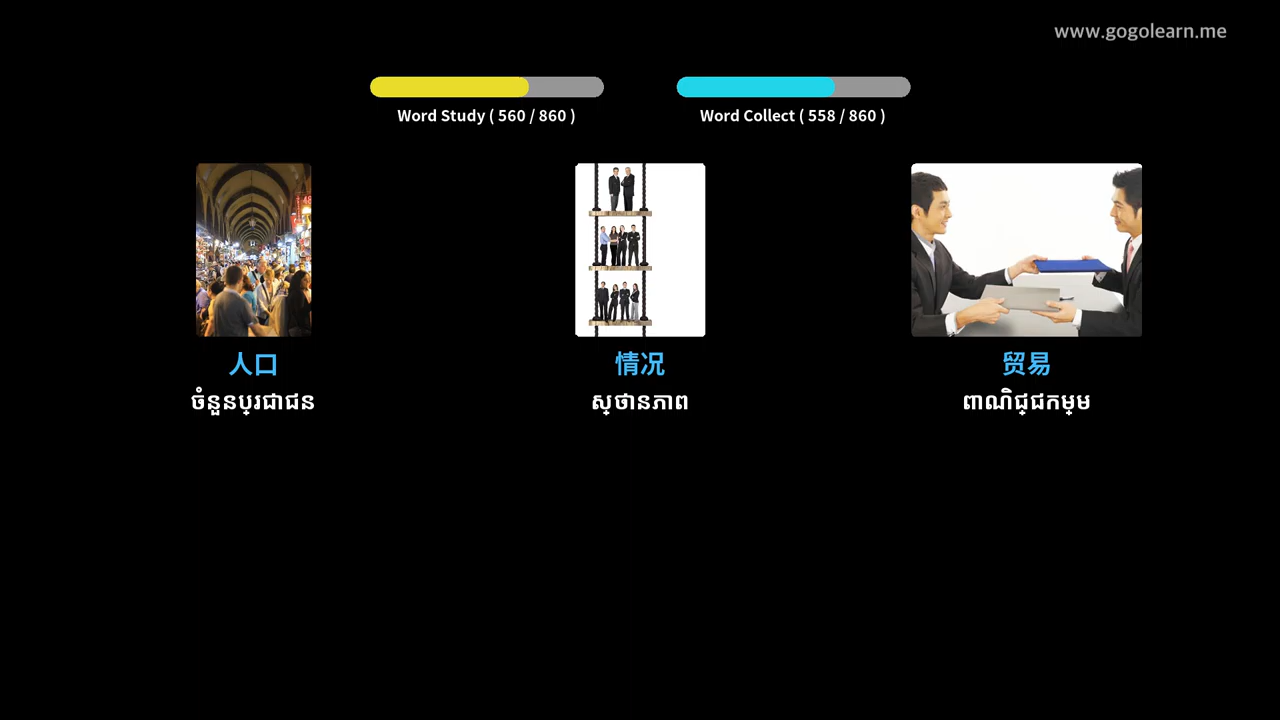 www.gogolearn.me
Word Study ( 560 / 860 )
Word Collect ( 558 / 860 )
人口
ចំនួនប្រជាជន
情况
ស្ថានភាព
贸易
ពាណិជ្ជកម្ម